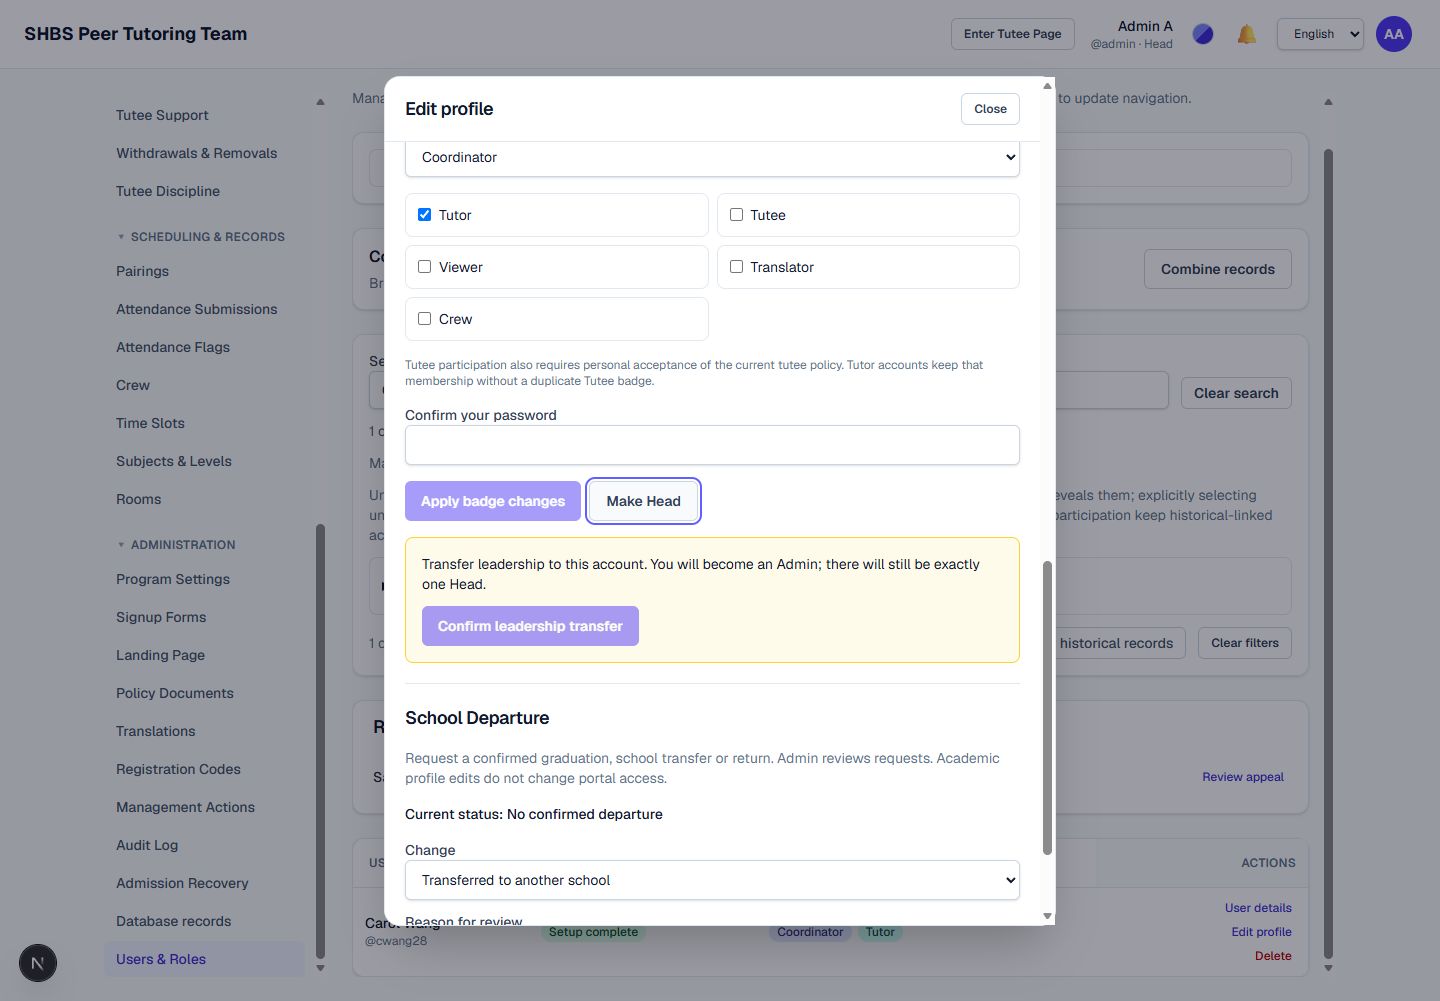 SHBS Peer Tutoring Team
Enter Tutee Page
Admin A
@admin · Head
English
AA
Tutee Support
Withdrawals & Removals
Tutee Discipline
SCHEDULING & RECORDS
Pairings
Attendance Submissions
Attendance Flags
Crew
Time Slots
Subjects & Levels
Rooms
ADMINISTRATION
Program Settings
Signup Forms
Landing Page
Policy Documents
Translations
Registration Codes
Management Actions
Audit Log
Admission Recovery
Database records
Users & Roles
N
to update navigation.
Combine records
Clear search
eveals them; explicitly selecting
articipation keep historical-linked
historical records
Clear filters
Review appeal
ACTIONS
@cwang28
Setup complete
Coordinator
Tutor
User details
Edit profile
Delete
Edit profile
Close
Coordinator
Tutor
Tutee
Viewer
Translator
Crew
Tutee participation also requires personal acceptance of the current tutee policy. Tutor accounts keep that
membership without a duplicate Tutee badge.
Confirm your password
Apply badge changes
Make Head
Transfer leadership to this account. You will become an Admin; there will still be exactly
one Head.
Confirm leadership transfer
School Departure
Request a confirmed graduation, school transfer or return. Admin reviews requests. Academic
profile edits do not change portal access.
Current status: No confirmed departure
Change
Transferred to another school
Reason for review